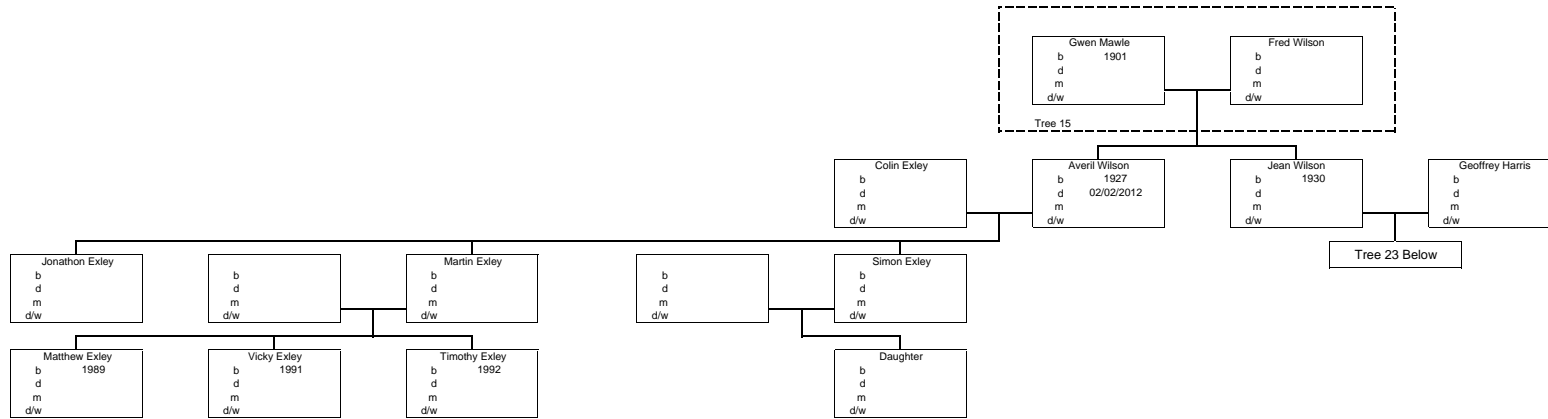 Gwen Mawle
b 1901
d
m
d/w
Fred Wilson
b
d
m
d/w
Tree 15
Colin Exley
b
d
m
d/w
Averil Wilson
b 1927
d 02/02/2012
m
d/w
Jean Wilson
b 1930
d
m
d/w
Geoffrey Harris
b
d
m
d/w
Tree 23 Below
Jonathon Exley
b
d
m
d/w
b
d
m
d/w
Martin Exley
b
d
m
d/w
b
d
m
d/w
Simon Exley
b
d
m
d/w
Matthew Exley
b 1989
d
m
d/w
Vicky Exley
b 1991
d
m
d/w
Timothy Exley
b 1992
d
m
d/w
Daughter
b
d
m
d/w